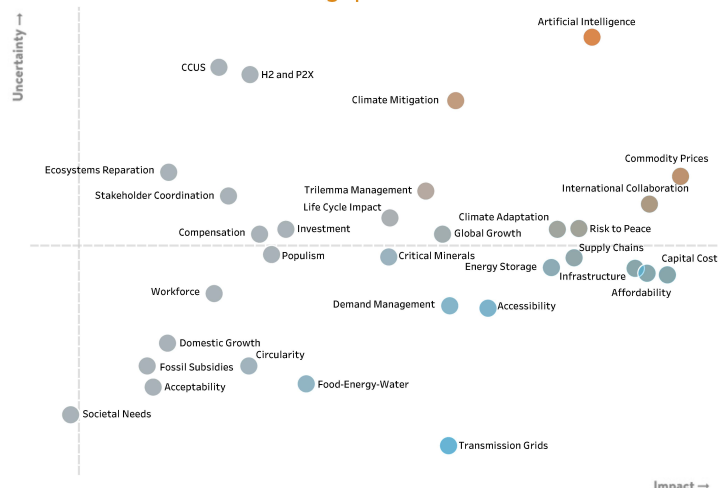 Uncertainty →
Artificial Intelligence
CCUS
H2 and P2X
Climate Mitigation
Commodity Prices
Ecosystems Reparation
International Collaboration
Trilemma Management
Stakeholder Coordination
Life Cycle Impact
Climate Adaptation
Investment
Risk to Peace
Compensation
Global Growth
Supply Chains
Populism
Critical Minerals
Capital Cost
Energy Storage
Infrastructure
Workforce
Affordability
Demand Management
Accessibility
Domestic Growth
Circularity
Fossil Subsidies
Acceptability
Food-Energy-Water
Societal Needs
Transmission Grids
Impact →